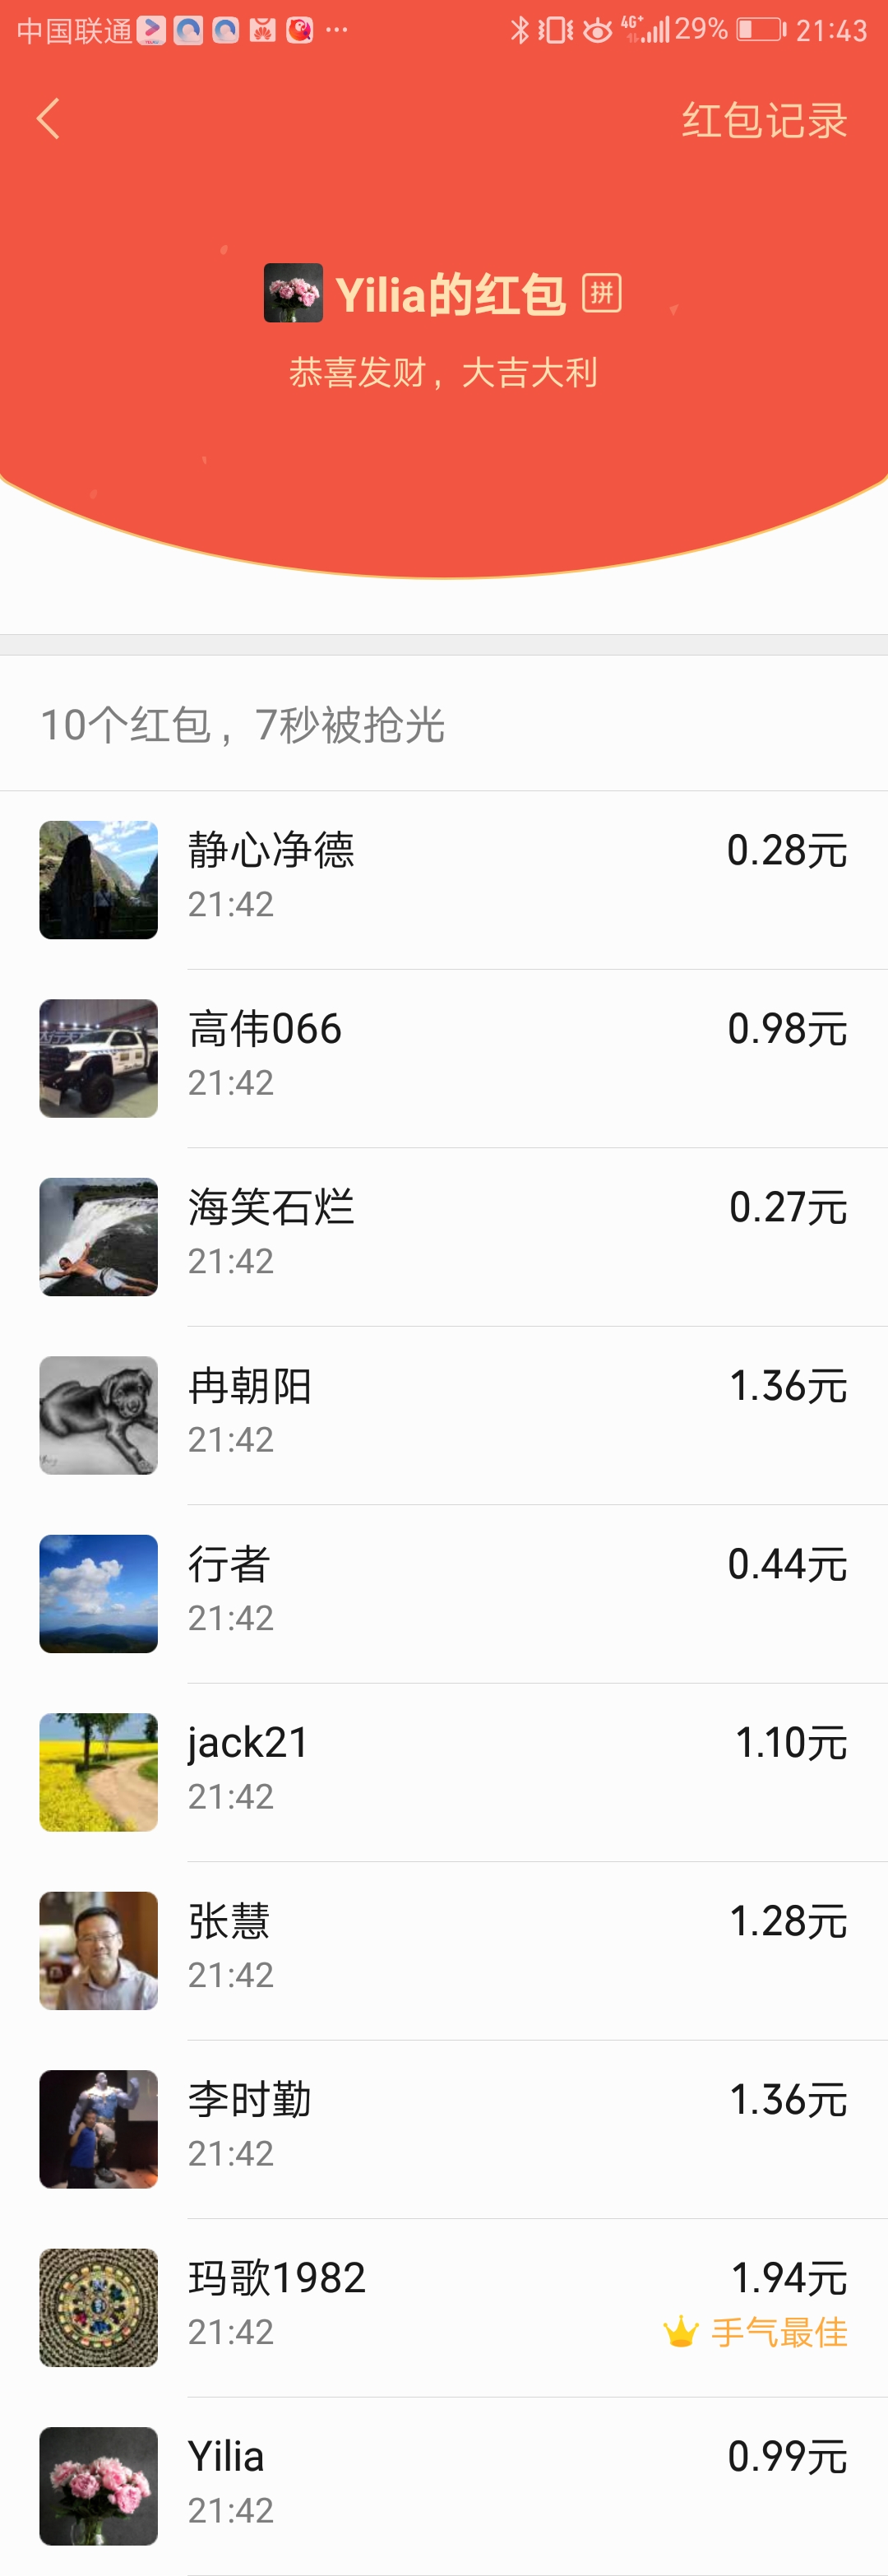 中国联通 ··· 4G+ 29% 21:43
红包记录
Yilia的红包 拼
恭喜发财，大吉大利
10个红包，7秒被抢光
静心净德 0.28元
21:42
高伟066 0.98元
21:42
海笑石烂 0.27元
21:42
冉朝阳 1.36元
21:42
行者 0.44元
21:42
jack21 1.10元
21:42
张慧 1.28元
21:42
李时勤 1.36元
21:42
玛歌1982 1.94元
21:42 手气最佳
Yilia 0.99元
21:42